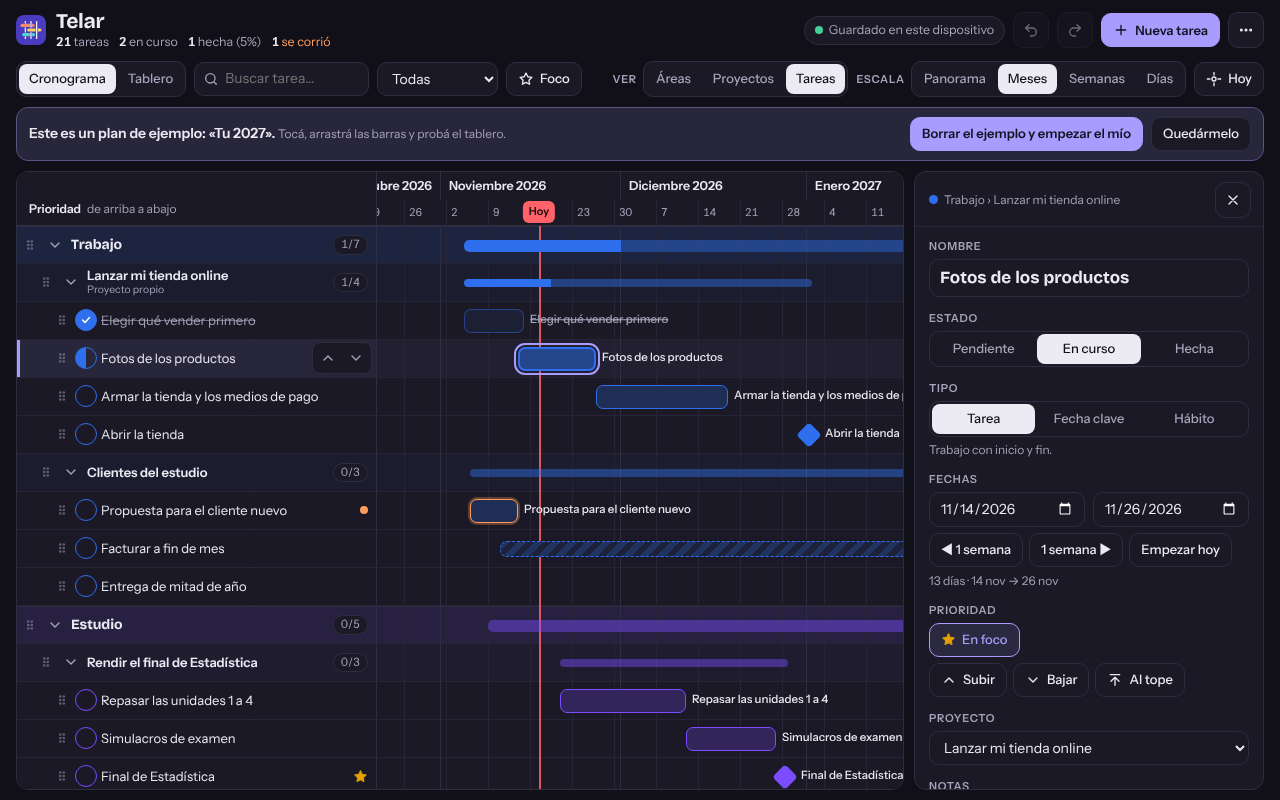 Telar
21 tareas 2 en curso 1 hecha (5%) 1 se corrió
Guardado en este dispositivo
Nueva tarea
Cronograma Tablero
Buscar tarea...
Todas
Foco
VER Áreas Proyectos Tareas
ESCALA Panorama Meses Semanas Días
Hoy
Este es un plan de ejemplo: «Tu 2027». Tocá, arrastrá las barras y probá el tablero.
Borrar el ejemplo y empezar el mío
Quedármelo
Prioridad de arriba a abajo
ubre 2026 Noviembre 2026 Diciembre 2026 Enero 2027
26 2 9 Hoy 23 30 7 14 21 28 4 11
Trabajo 1/7
Lanzar mi tienda online 1/4
Proyecto propio
Elegir qué vender primero Elegir qué vender primero
Fotos de los productos Fotos de los productos
Armar la tienda y los medios de pago Armar la tienda y los medios de
Abrir la tienda Abrir la tienda
Clientes del estudio 0/3
Propuesta para el cliente nuevo Propuesta para el cliente nuevo
Facturar a fin de mes
Entrega de mitad de año
Estudio 0/5
Rendir el final de Estadística 0/3
Repasar las unidades 1 a 4 Repasar las unidades 1 a 4
Simulacros de examen Simulacros de examen
Final de Estadística Final de Estadística
Trabajo › Lanzar mi tienda online
NOMBRE
Fotos de los productos
ESTADO
Pendiente En curso Hecha
TIPO
Tarea Fecha clave Hábito
Trabajo con inicio y fin.
FECHAS
11/14/2026 11/26/2026
◀ 1 semana 1 semana ▶ Empezar hoy
13 días · 14 nov → 26 nov
PRIORIDAD
En foco
Subir Bajar Al tope
PROYECTO
Lanzar mi tienda online
NOTAS